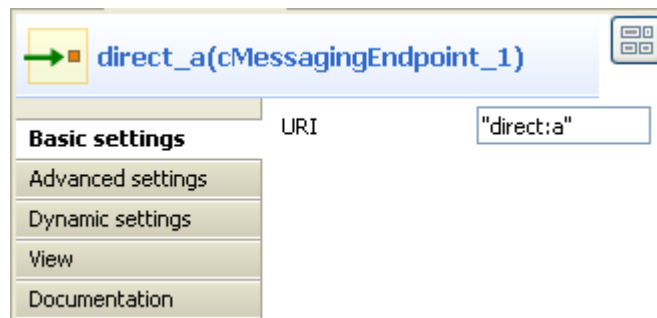 direct_a(cMessagingEndpoint_1)
Basic settings
URI "direct:a"
Advanced settings
Dynamic settings
View
Documentation